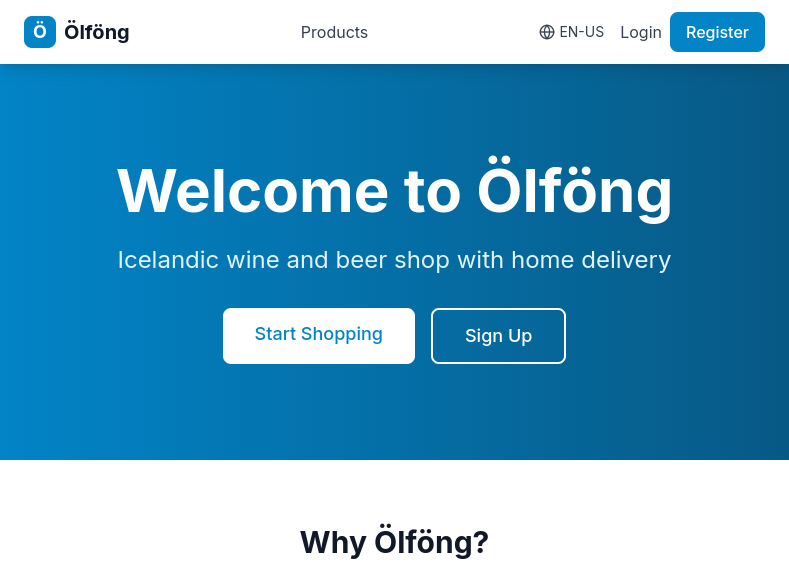 Ö Ölföng
Products
EN-US
Login
Register
Welcome to Ölföng
Icelandic wine and beer shop with home delivery
Start Shopping
Sign Up
Why Ölföng?